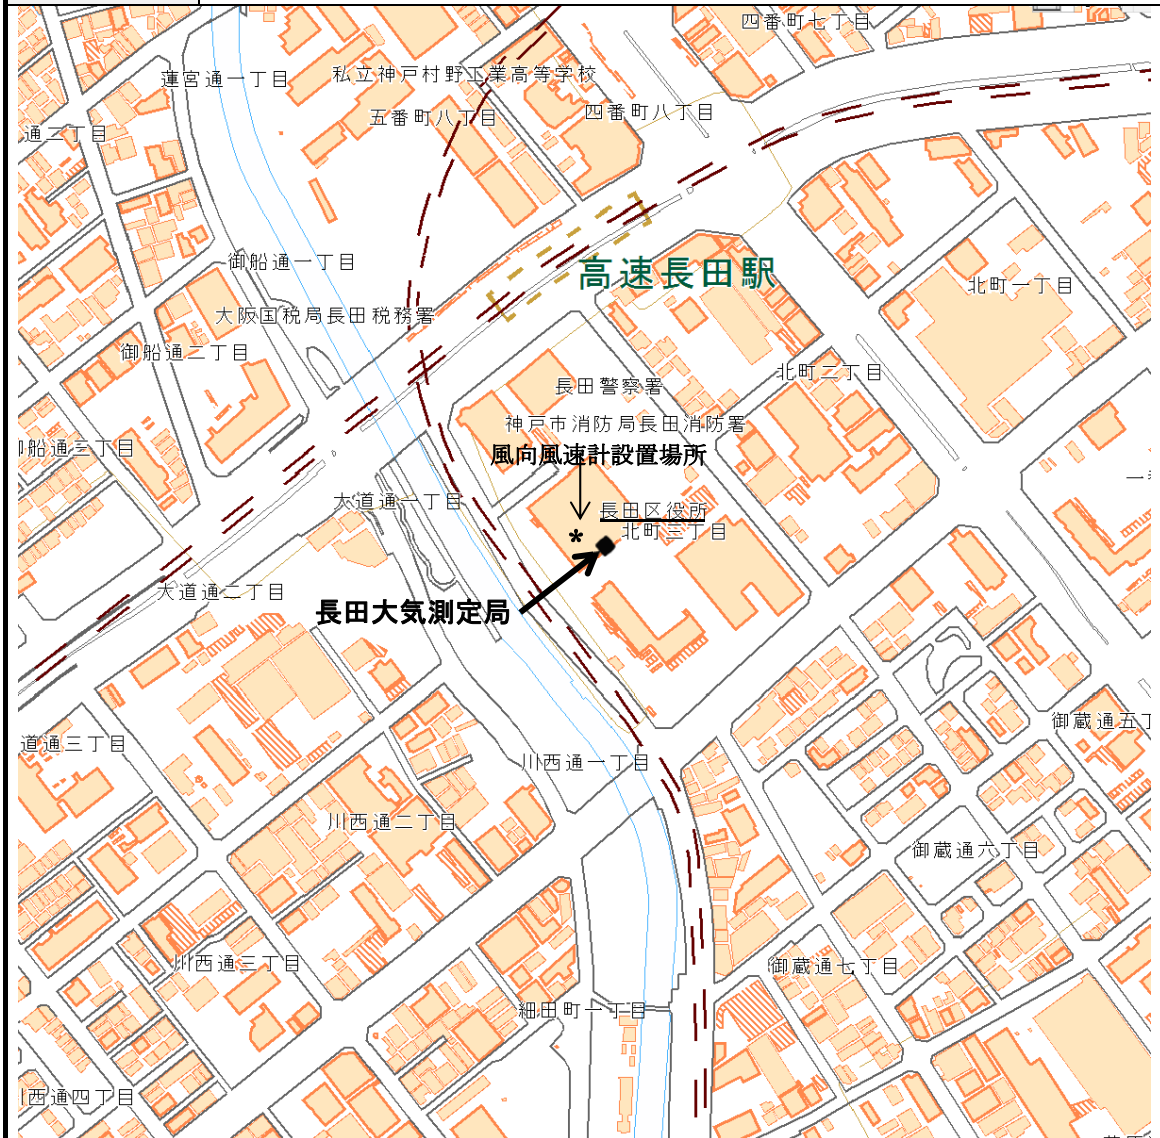 四番町七丁目
蓮宮通一丁目
私立神戸村野工業高等学校
五番町八丁目
四番町八丁目
通二丁目
御船通一丁目
高速長田駅
北町一丁目
大阪国税局長田税務署
御船通二丁目
長田警察署
北町二丁目
神戸市消防局長田消防署
御船通三丁目
風向風速計設置場所
大道通一丁目
長田区役所
北町三丁目
*
大道通二丁目
長田大気測定局
御蔵通五丁
道通三丁目
川西通一丁目
川西通二丁目
御蔵通六丁目
川西通三丁目
御蔵通七丁目
細田町一丁目
西通四丁目